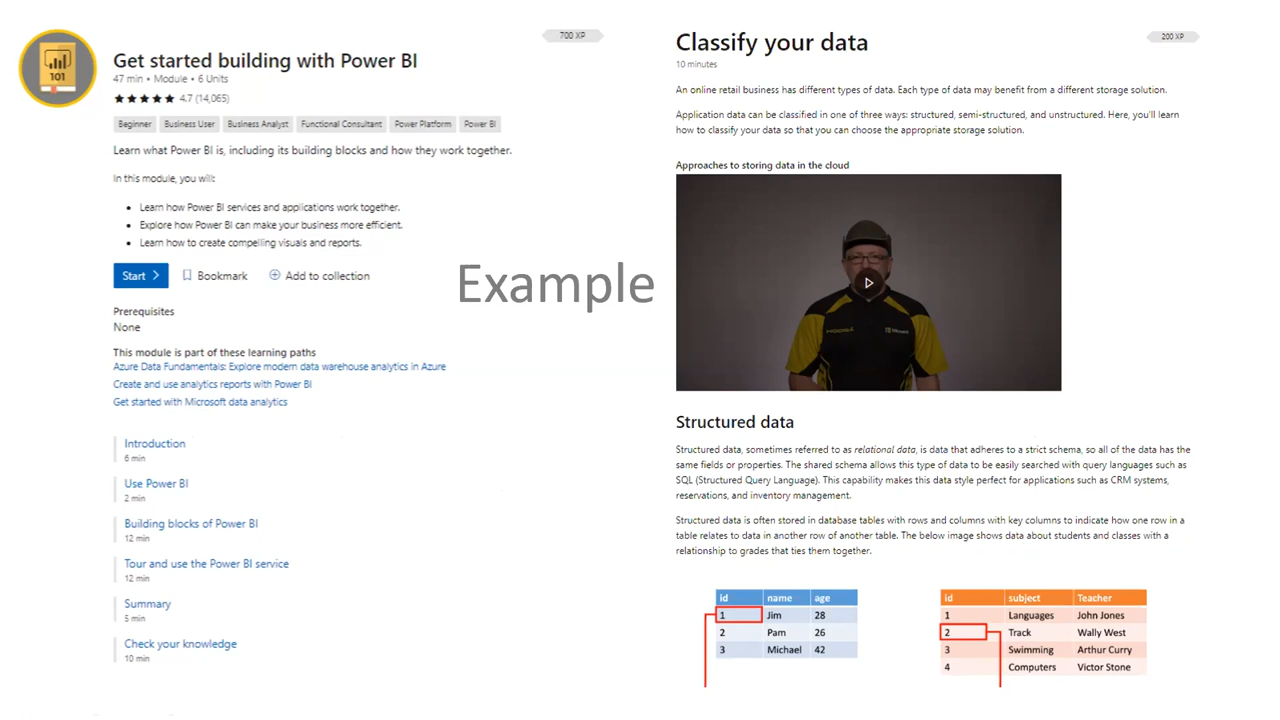 101
700 XP
Get started building with Power BI
47 min • Module • 6 Units
★★★★★ 4.7 (14,065)
Beginner Business User Business Analyst Functional Consultant Power Platform Power BI
Learn what Power BI is, including its building blocks and how they work together.
In this module, you will:
• Learn how Power BI services and applications work together.
• Explore how Power BI can make your business more efficient.
• Learn how to create compelling visuals and reports.
Start Bookmark Add to collection
Prerequisites
None
This module is part of these learning paths
Azure Data Fundamentals: Explore modern data warehouse analytics in Azure
Create and use analytics reports with Power BI
Get started with Microsoft data analytics
Introduction
6 min
Use Power BI
2 min
Building blocks of Power BI
12 min
Tour and use the Power BI service
12 min
Summary
5 min
Check your knowledge
10 min
Example
Classify your data
200 XP
10 minutes
An online retail business has different types of data. Each type of data may benefit from a different storage solution.
Application data can be classified in one of three ways: structured, semi-structured, and unstructured. Here, you'll learn
how to classify your data so that you can choose the appropriate storage solution.
Approaches to storing data in the cloud
Microsoft
Structured data
Structured data, sometimes referred to as relational data, is data that adheres to a strict schema, so all of the data has the
same fields or properties. The shared schema allows this type of data to be easily searched with query languages such as
SQL (Structured Query Language). This capability makes this data style perfect for applications such as CRM systems,
reservations, and inventory management.
Structured data is often stored in database tables with rows and columns with key columns to indicate how one row in a
table relates to data in another row of another table. The below image shows data about students and classes with a
relationship to grades that ties them together.
id name age
1 Jim 28
2 Pam 26
3 Michael 42
id subject Teacher
1 Languages John Jones
2 Track Wally West
3 Swimming Arthur Curry
4 Computers Victor Stone